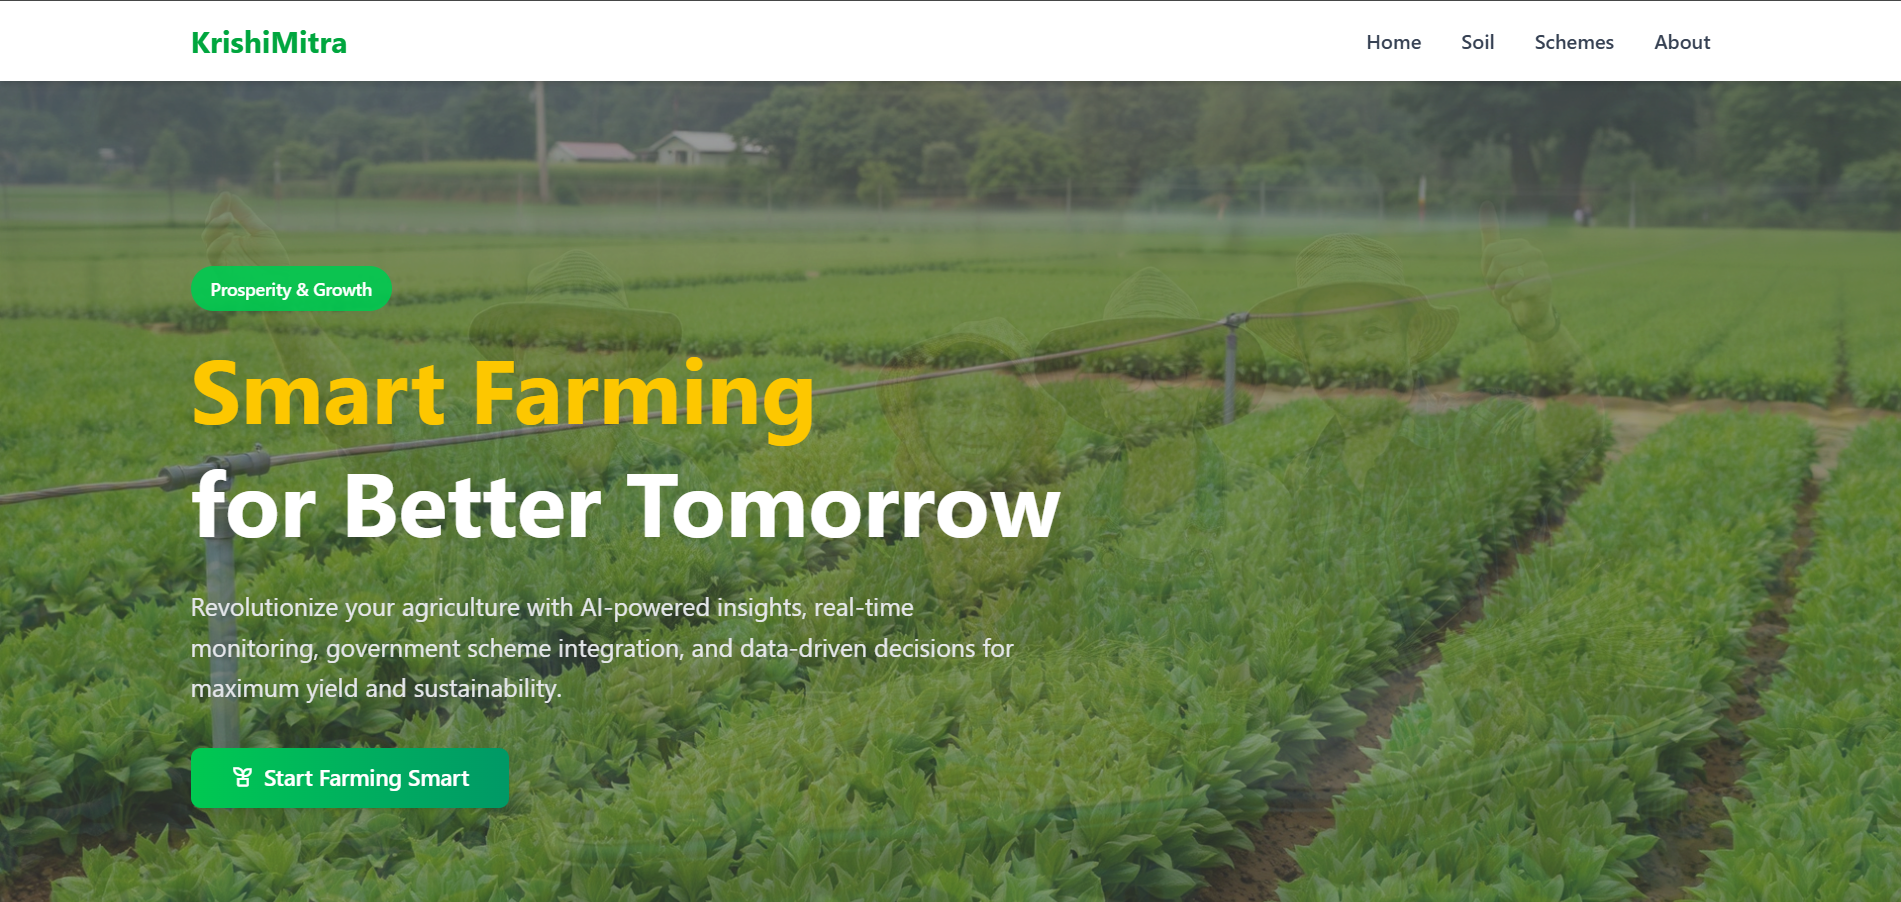 KrishiMitra
Home
Soil
Schemes
About
Prosperity & Growth
Smart Farming
for Better Tomorrow
Revolutionize your agriculture with AI-powered insights, real-time
monitoring, government scheme integration, and data-driven decisions for
maximum yield and sustainability.
Start Farming Smart